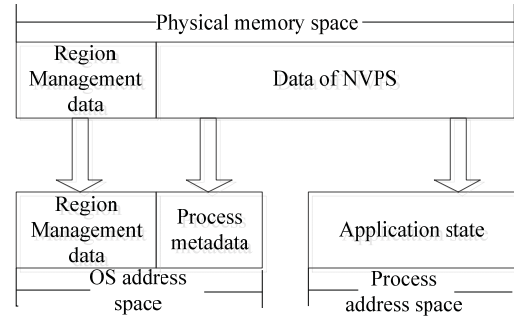 Physical memory space
Region
Management
data
Data of NVPS
Region
Management
data
Process
metadata
Application state
OS address
space
Process
address space